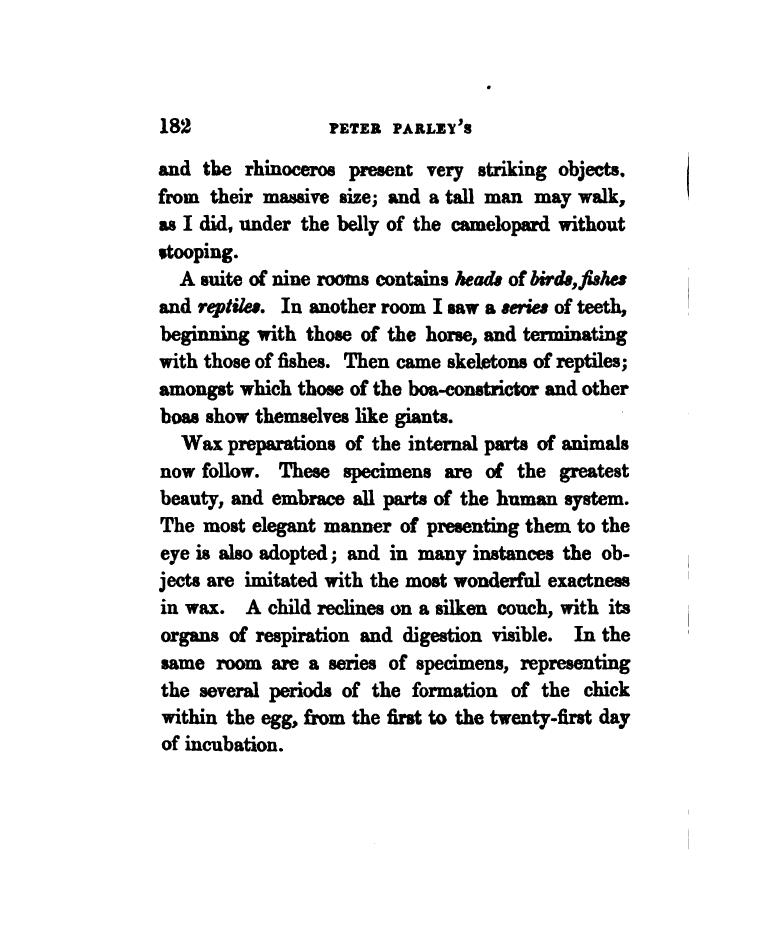 182 PETER PARLEY'S
and the rhinoceros present very striking objects.
from their massive size; and a tall man may walk,
as I did, under the belly of the camelopard without
stooping.
A suite of nine rooms contains heads of birds, fishes
and reptiles. In another room I saw a series of teeth,
beginning with those of the horse, and terminating
with those of fishes. Then came skeletons of reptiles;
amongst which those of the boa-constrictor and other
boas show themselves like giants.
Wax preparations of the internal parts of animals
now follow. These specimens are of the greatest
beauty, and embrace all parts of the human system.
The most elegant manner of presenting them to the
eye is also adopted; and in many instances the ob-
jects are imitated with the most wonderful exactness
in wax. A child reclines on a silken couch, with its
organs of respiration and digestion visible. In the
same room are a series of specimens, representing
the several periods of the formation of the chick
within the egg, from the first to the twenty-first day
of incubation.